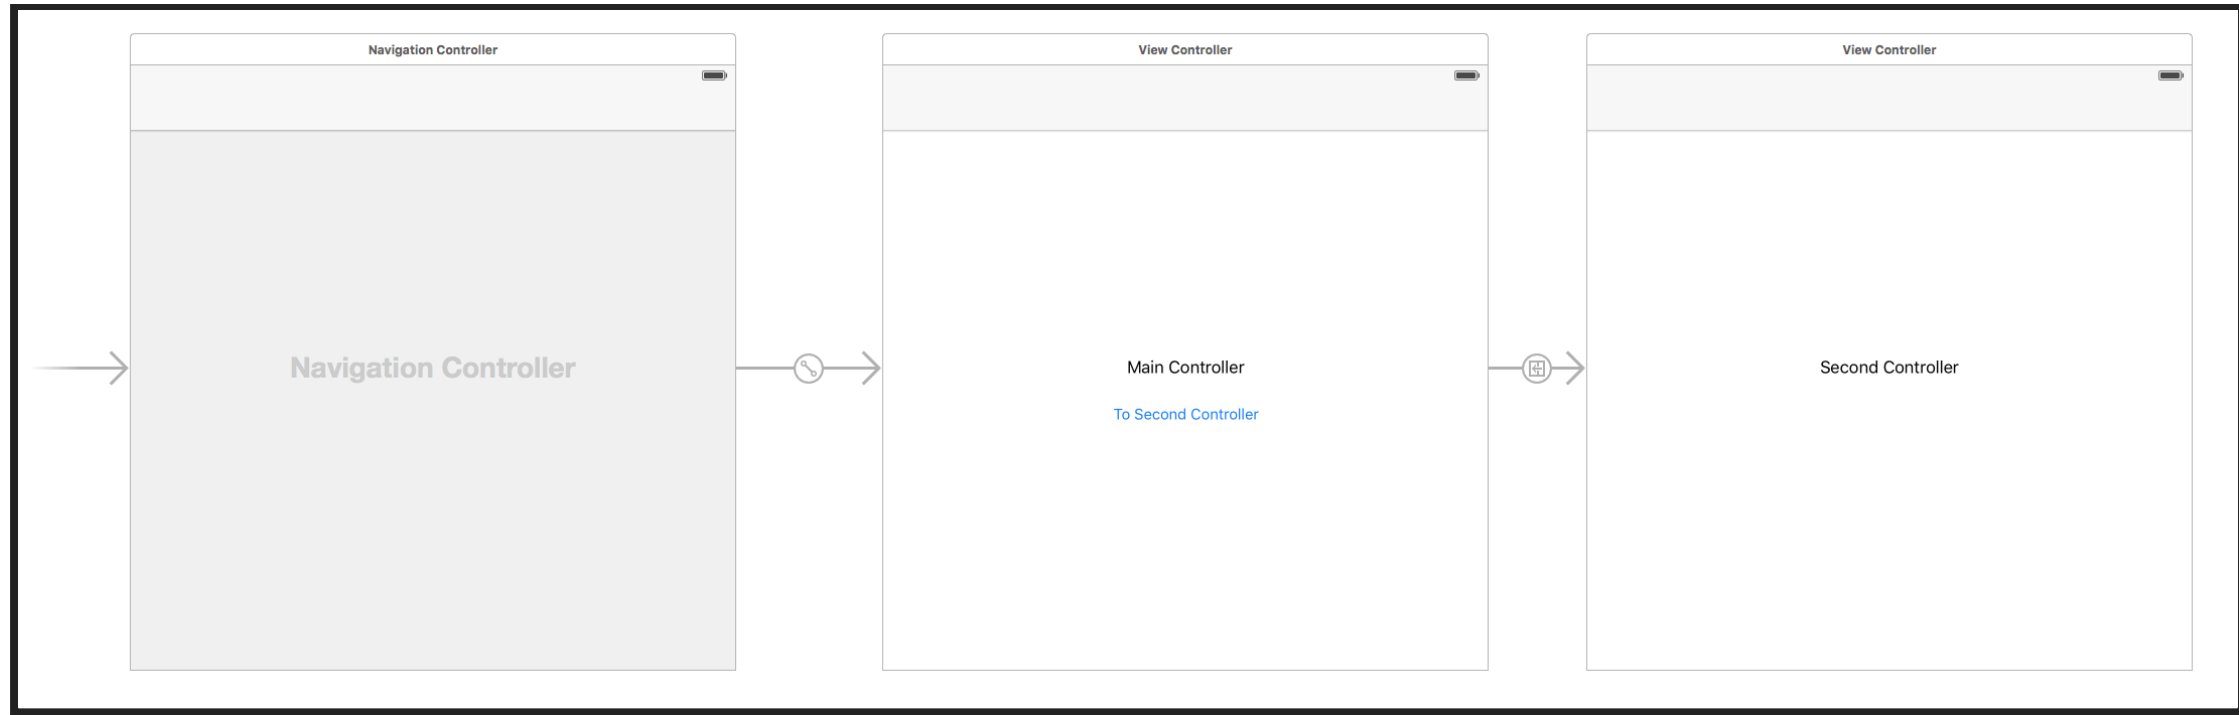 Navigation Controller
Navigation Controller
View Controller
Main Controller
To Second Controller
View Controller
Second Controller